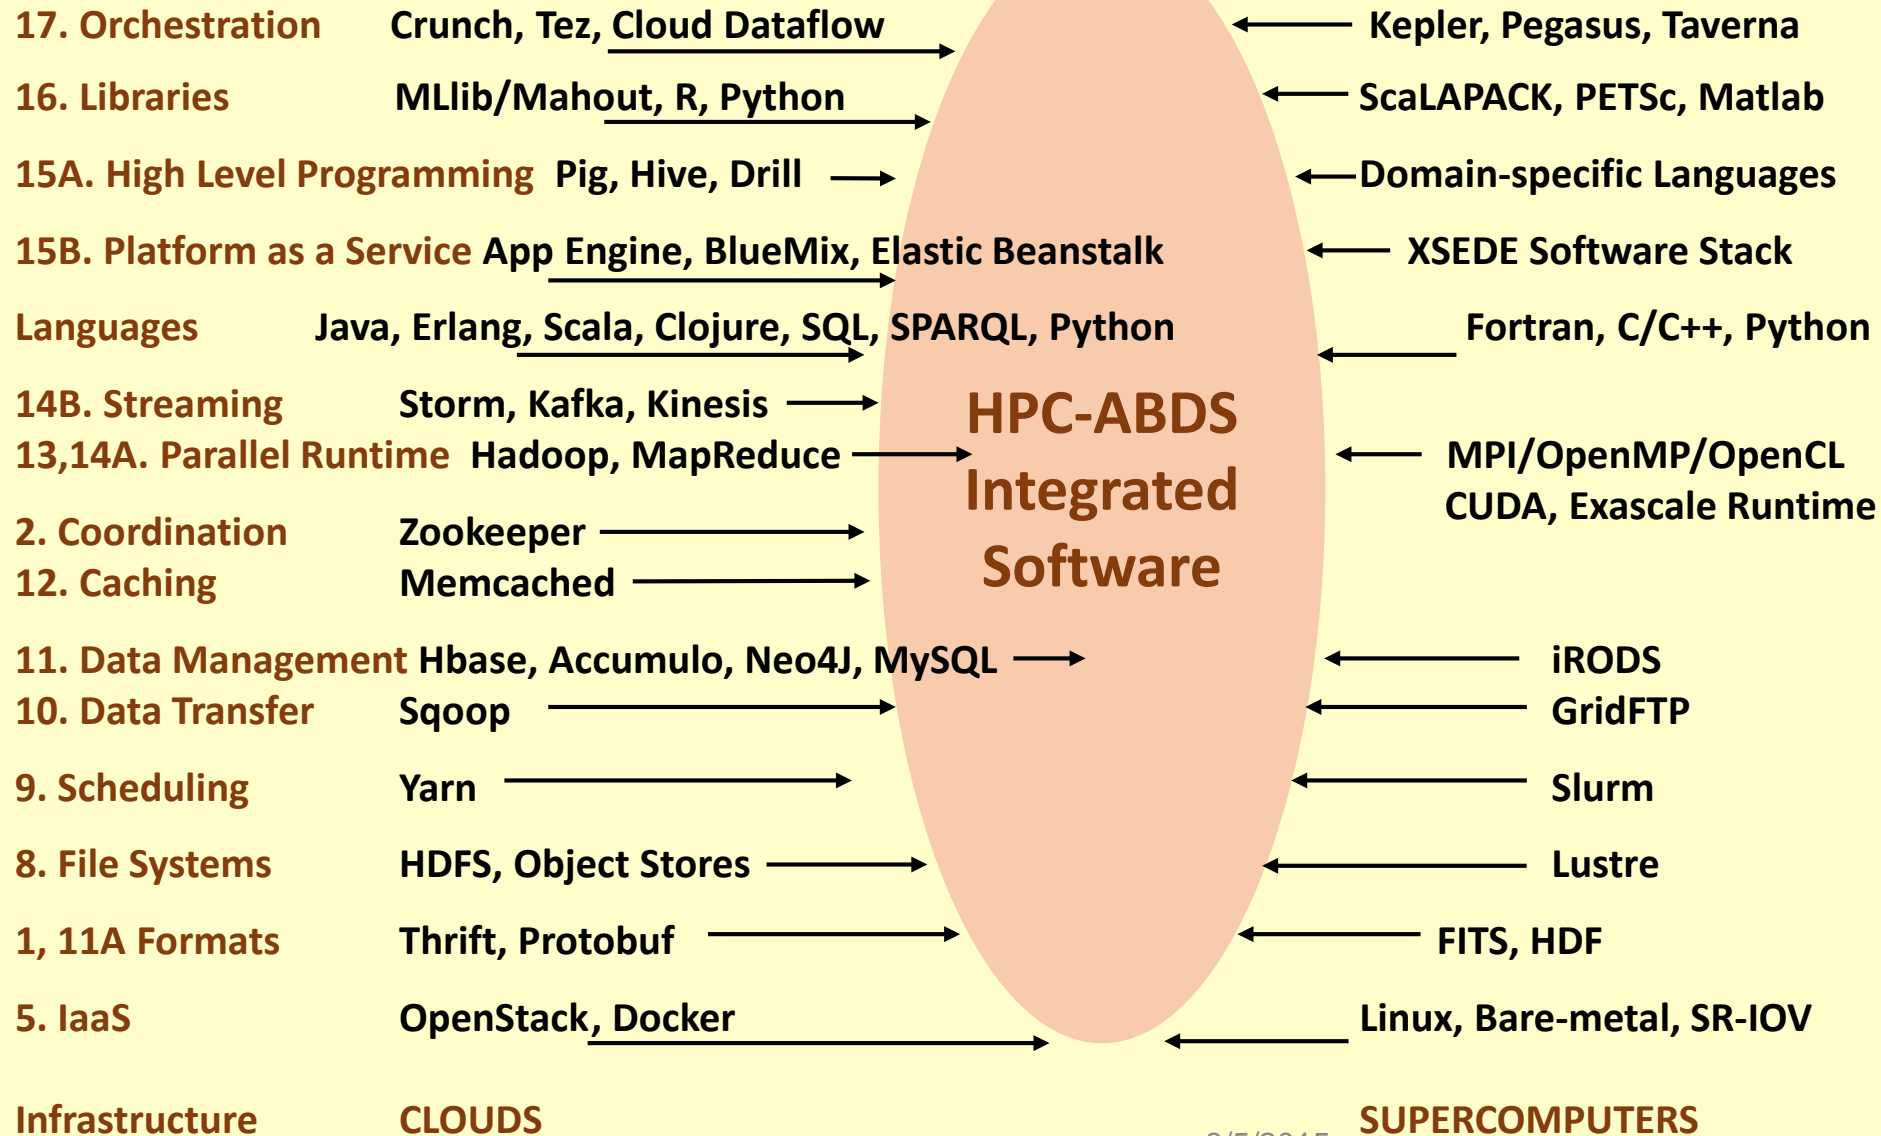 17. Orchestration Crunch, Tez, Cloud Dataflow Kepler, Pegasus, Taverna
16. Libraries MLlib/Mahout, R, Python ScaLAPACK, PETSc, Matlab
15A. High Level Programming Pig, Hive, Drill Domain-specific Languages
15B. Platform as a Service App Engine, BlueMix, Elastic Beanstalk XSEDE Software Stack
Languages Java, Erlang, Scala, Clojure, SQL, SPARQL, Python Fortran, C/C++, Python
14B. Streaming Storm, Kafka, Kinesis
13,14A. Parallel Runtime Hadoop, MapReduce MPI/OpenMP/OpenCL
CUDA, Exascale Runtime
2. Coordination Zookeeper
12. Caching Memcached
HPC-ABDS
Integrated
Software
11. Data Management Hbase, Accumulo, Neo4J, MySQL iRODS
10. Data Transfer Sqoop GridFTP
9. Scheduling Yarn Slurm
8. File Systems HDFS, Object Stores Lustre
1, 11A Formats Thrift, Protobuf FITS, HDF
5. IaaS OpenStack, Docker Linux, Bare-metal, SR-IOV
Infrastructure CLOUDS SUPERCOMPUTERS